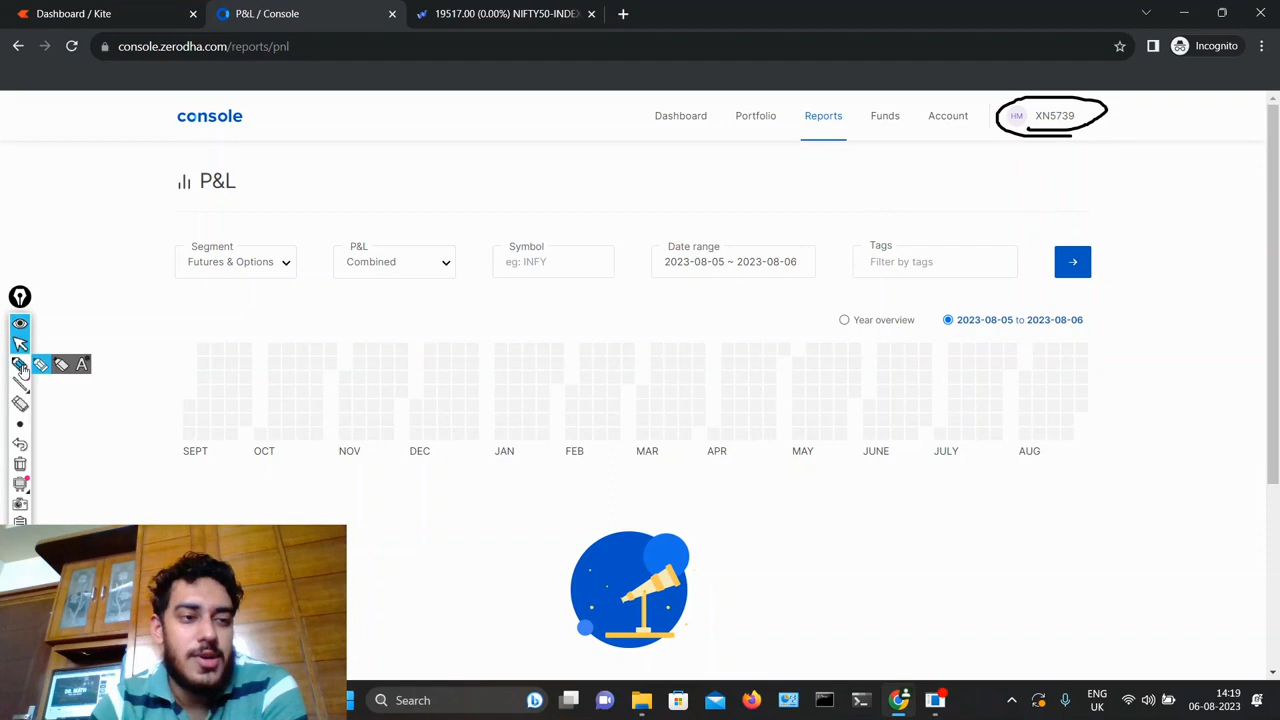 Dashboard / Kite
P&L / Console
19517.00 (0.00%) NIFTY50-INDEX
console.zerodha.com/reports/pnl
Incognito
console
Dashboard
Portfolio
Reports
Funds
Account
HM
XN5739
P&L
Segment
Futures & Options
P&L
Combined
Symbol
eg: INFY
Date range
2023-08-05 ~ 2023-08-06
Tags
Filter by tags
Year overview
2023-08-05 to 2023-08-06
A
SEPT OCT NOV DEC JAN FEB MAR APR MAY JUNE JULY AUG
DR. MATH
Search
ENG
UK
14:19
06-08-2023